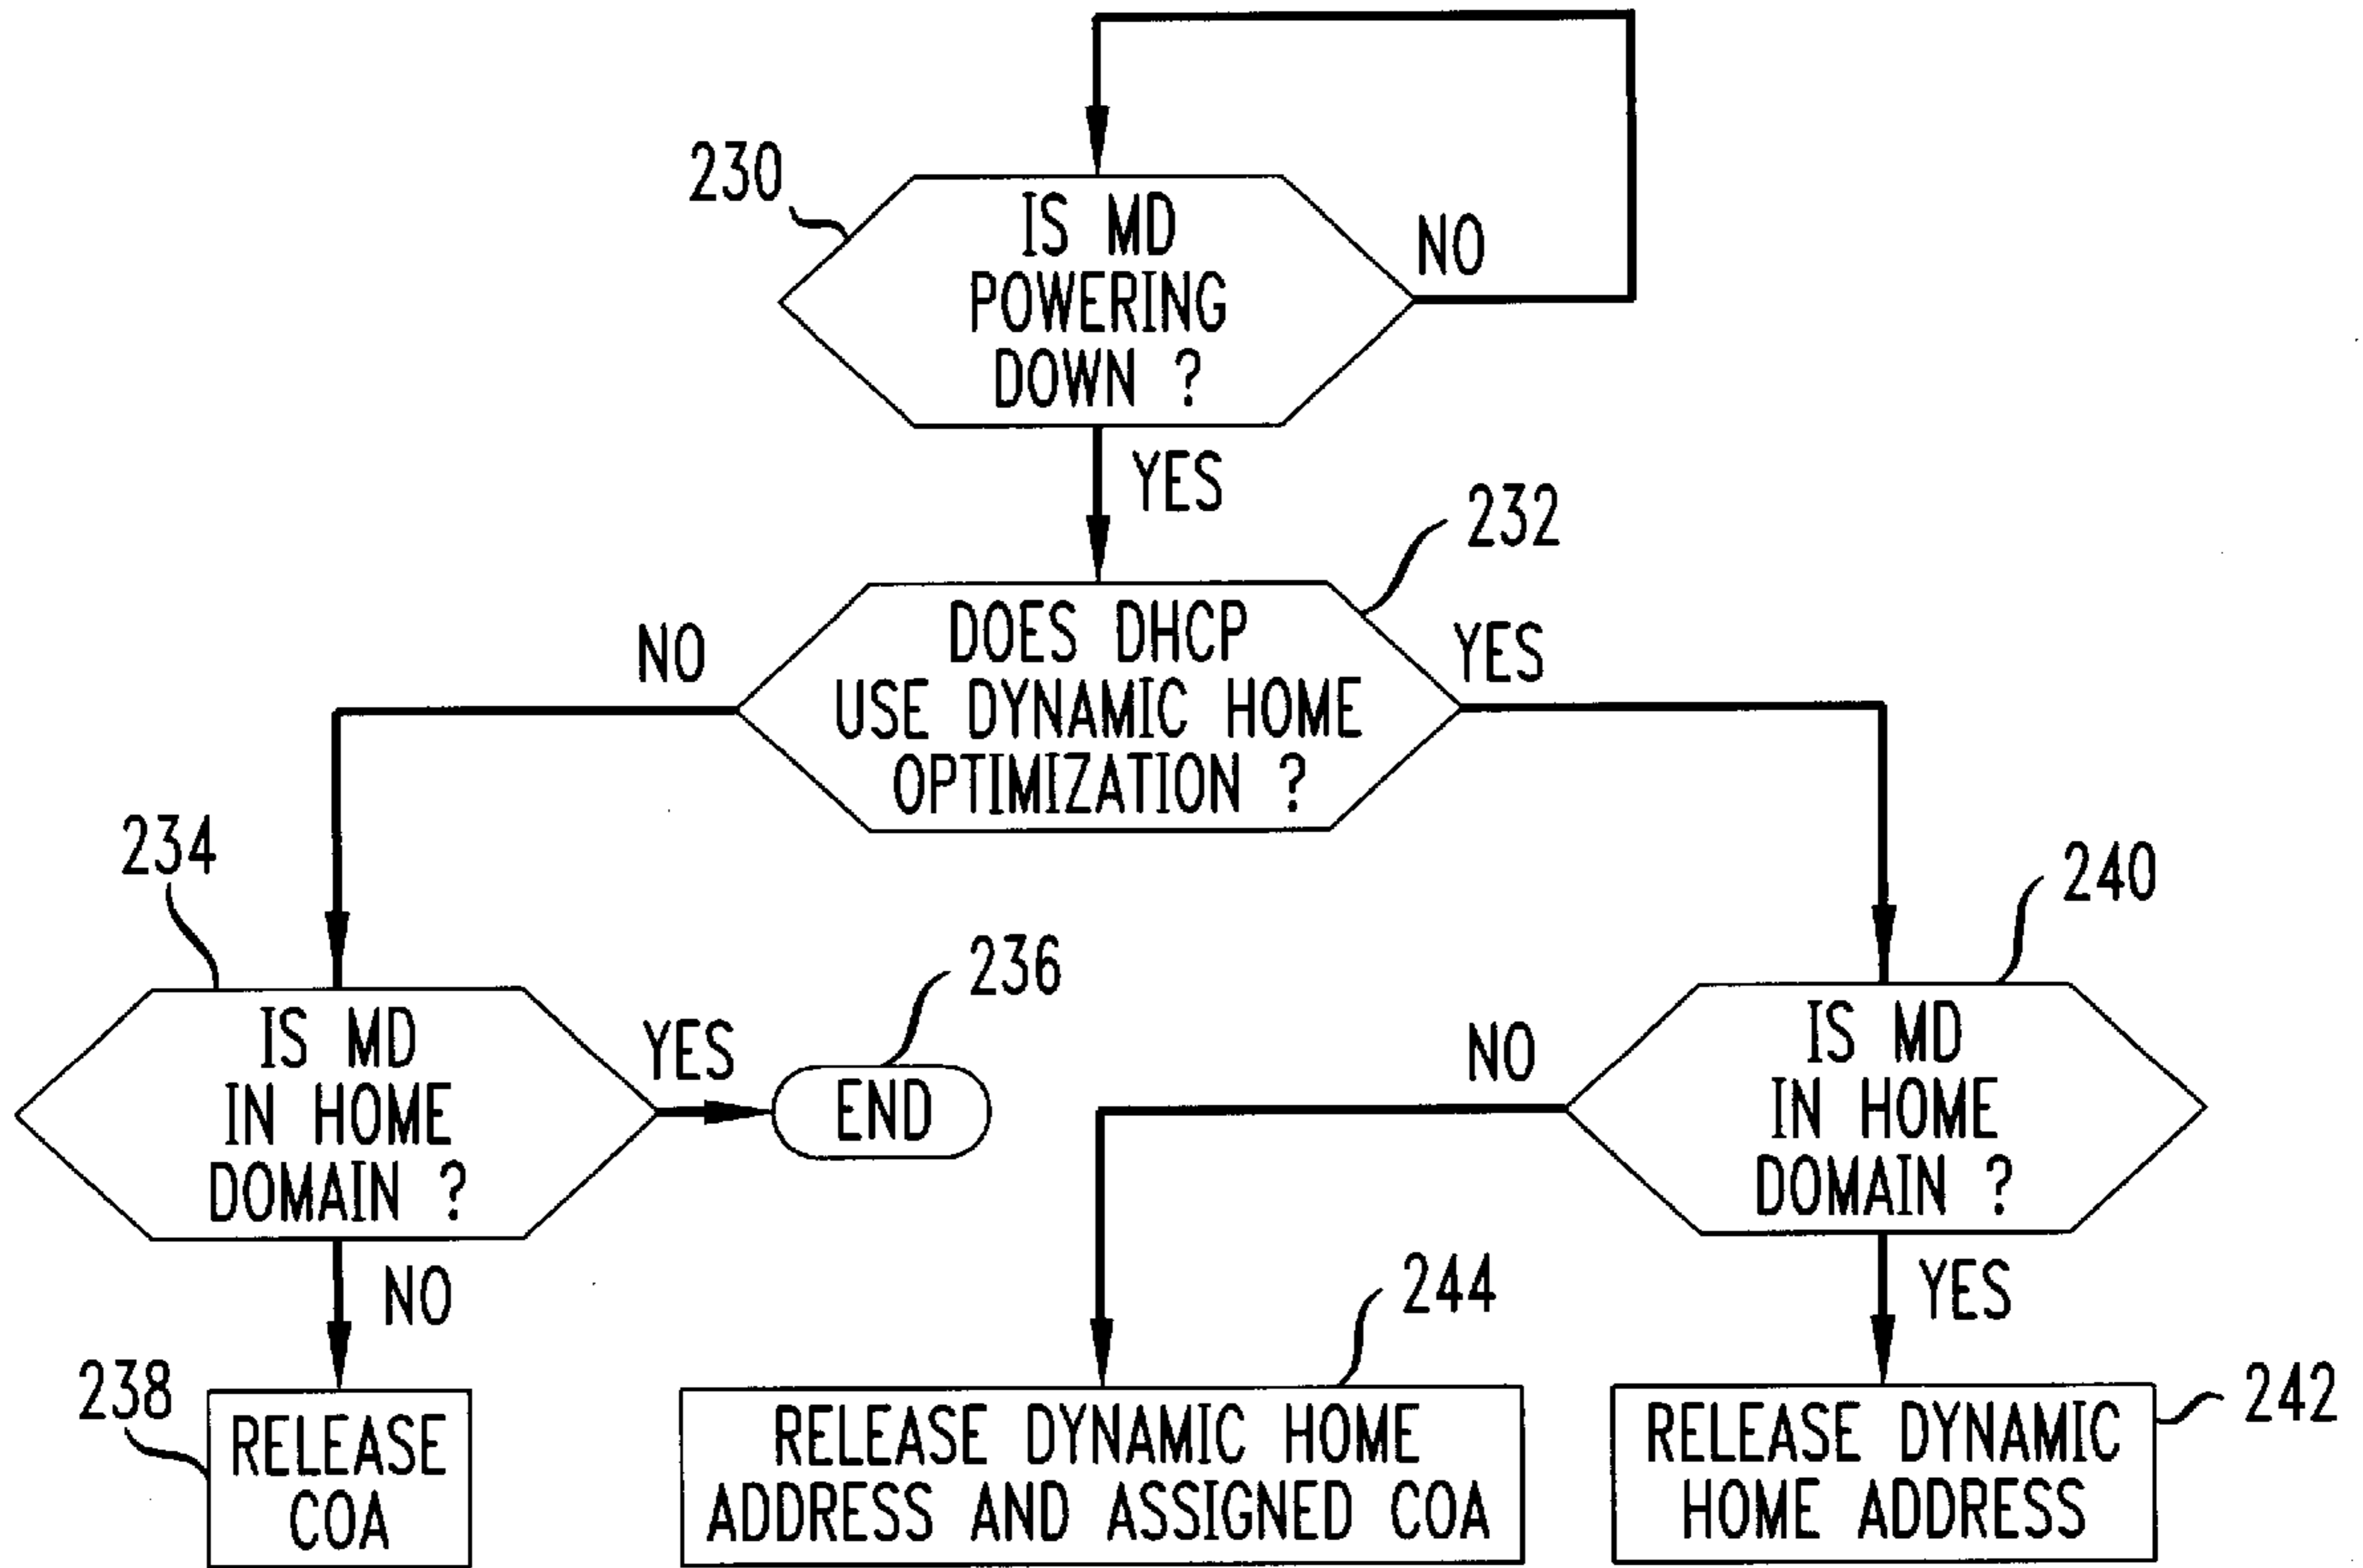 230
IS MD
POWERING
DOWN ?
NO
YES
232
DOES DHCP
USE DYNAMIC HOME
OPTIMIZATION ?
NO
YES
234
IS MD
IN HOME
DOMAIN ?
YES
236
END
NO
238
RELEASE
COA
240
IS MD
IN HOME
DOMAIN ?
NO
YES
244
RELEASE DYNAMIC HOME
ADDRESS AND ASSIGNED COA
242
RELEASE DYNAMIC
HOME ADDRESS